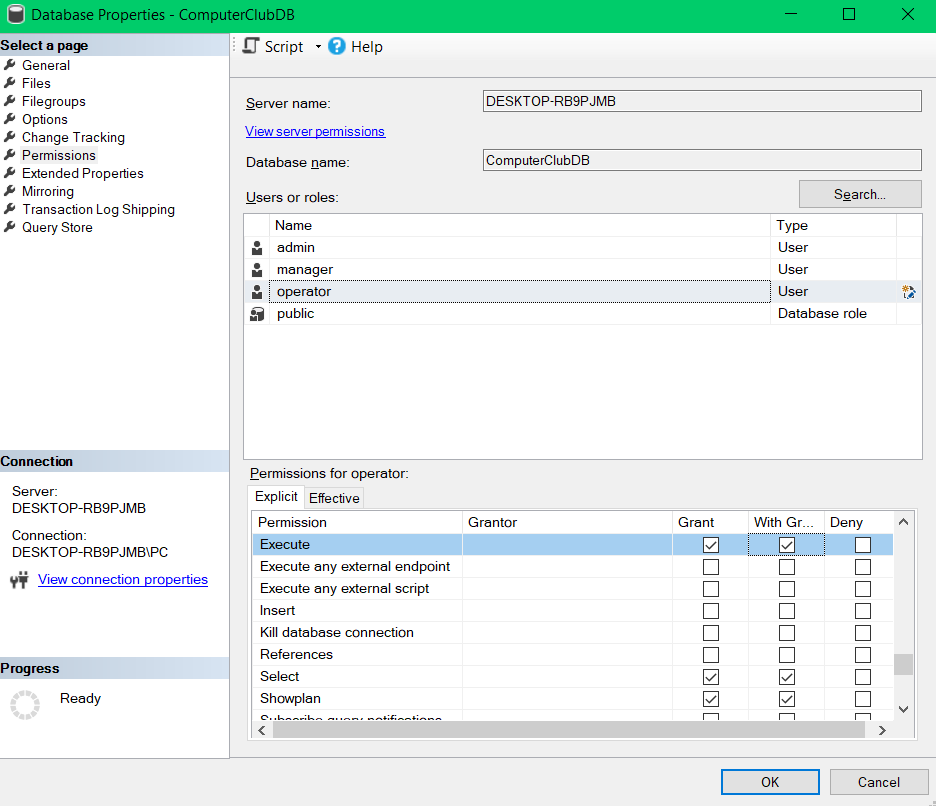 Database Properties - ComputerClubDB
Select a page
General
Files
Filegroups
Options
Change Tracking
Permissions
Extended Properties
Mirroring
Transaction Log Shipping
Query Store
Connection
Server:
DESKTOP-RB9PJMB
Connection:
DESKTOP-RB9PJMB\PC
View connection properties
Progress
Ready
Script Help
Server name: DESKTOP-RB9PJMB
View server permissions
Database name: ComputerClubDB
Users or roles:
Search...
Name Type
admin User
manager User
operator User
public Database role
Permissions for operator:
Explicit Effective
Permission Grantor Grant With Gr... Deny
Execute
Execute any external endpoint
Execute any external script
Insert
Kill database connection
References
Select
Showplan
Subscribe query notifications
OK Cancel